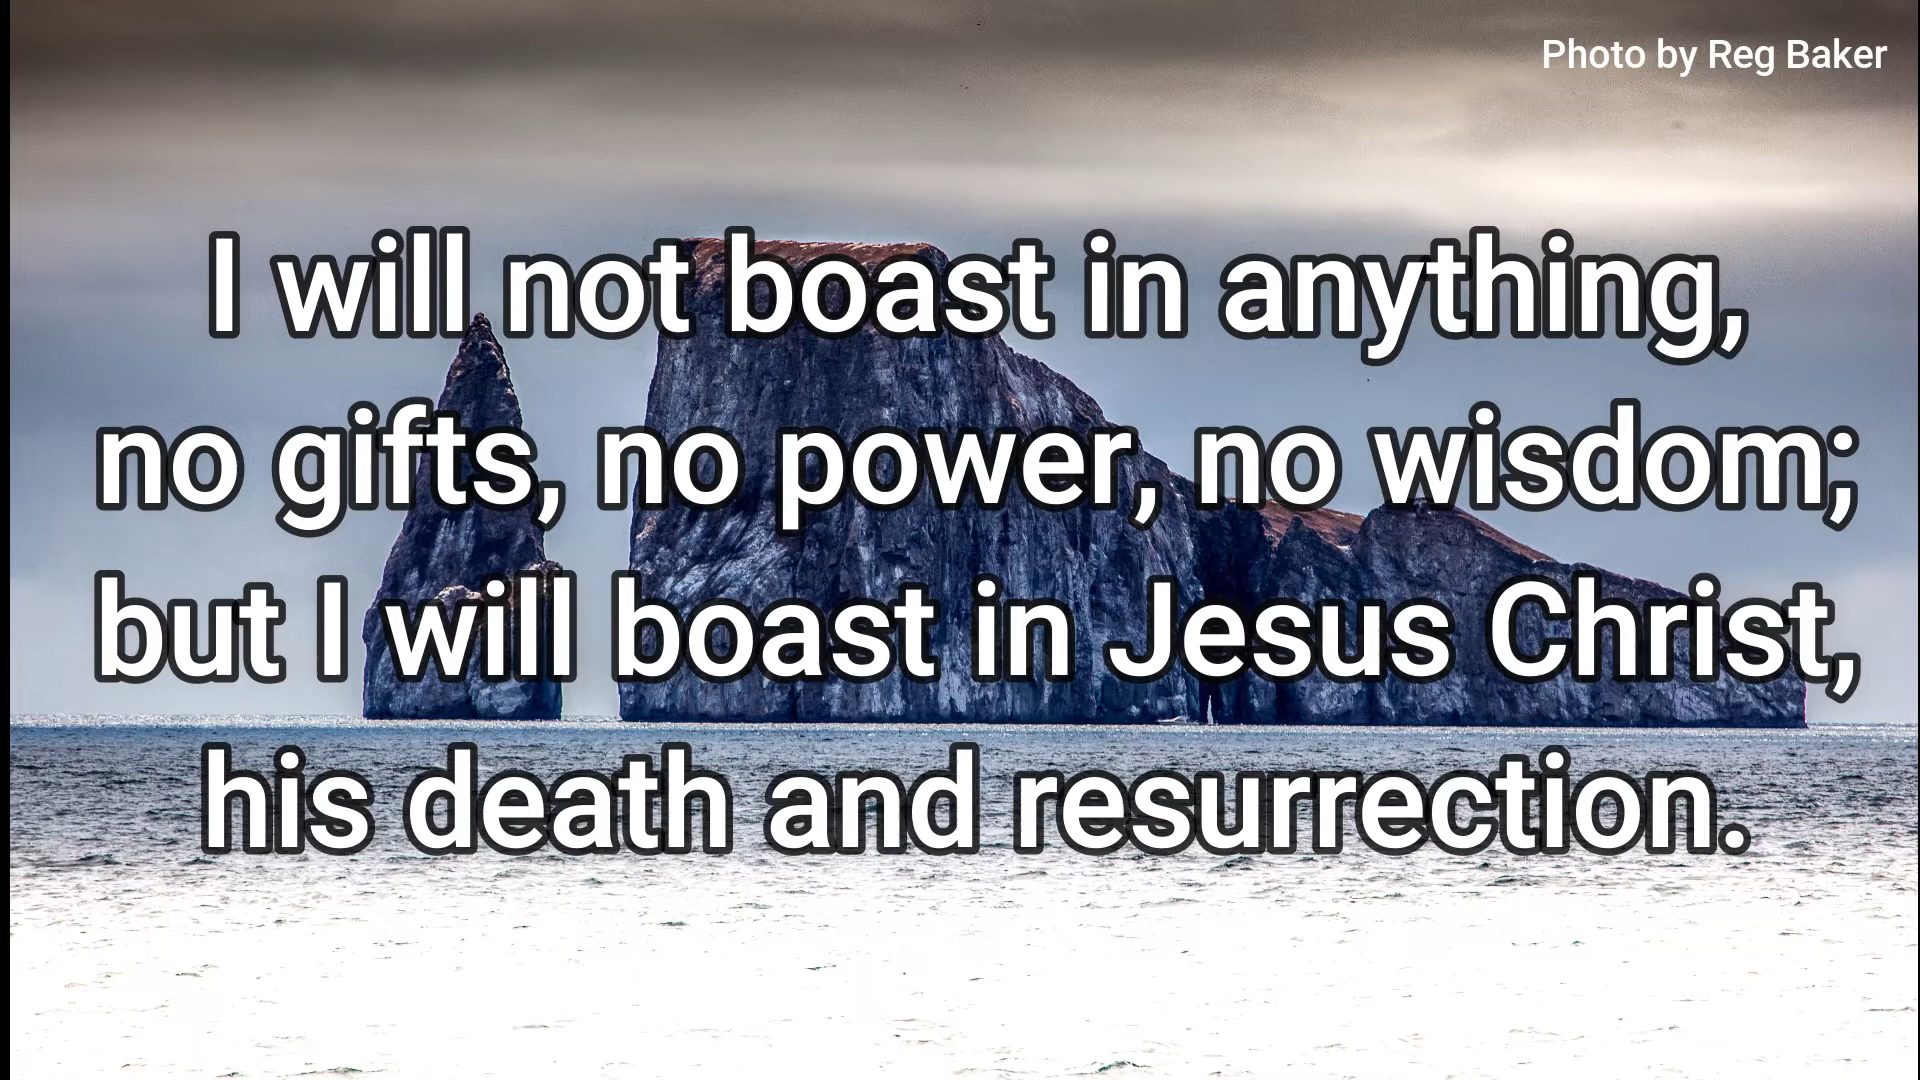 Photo by Reg Baker
I will not boast in anything,
no gifts, no power, no wisdom;
but I will boast in Jesus Christ,
his death and resurrection.